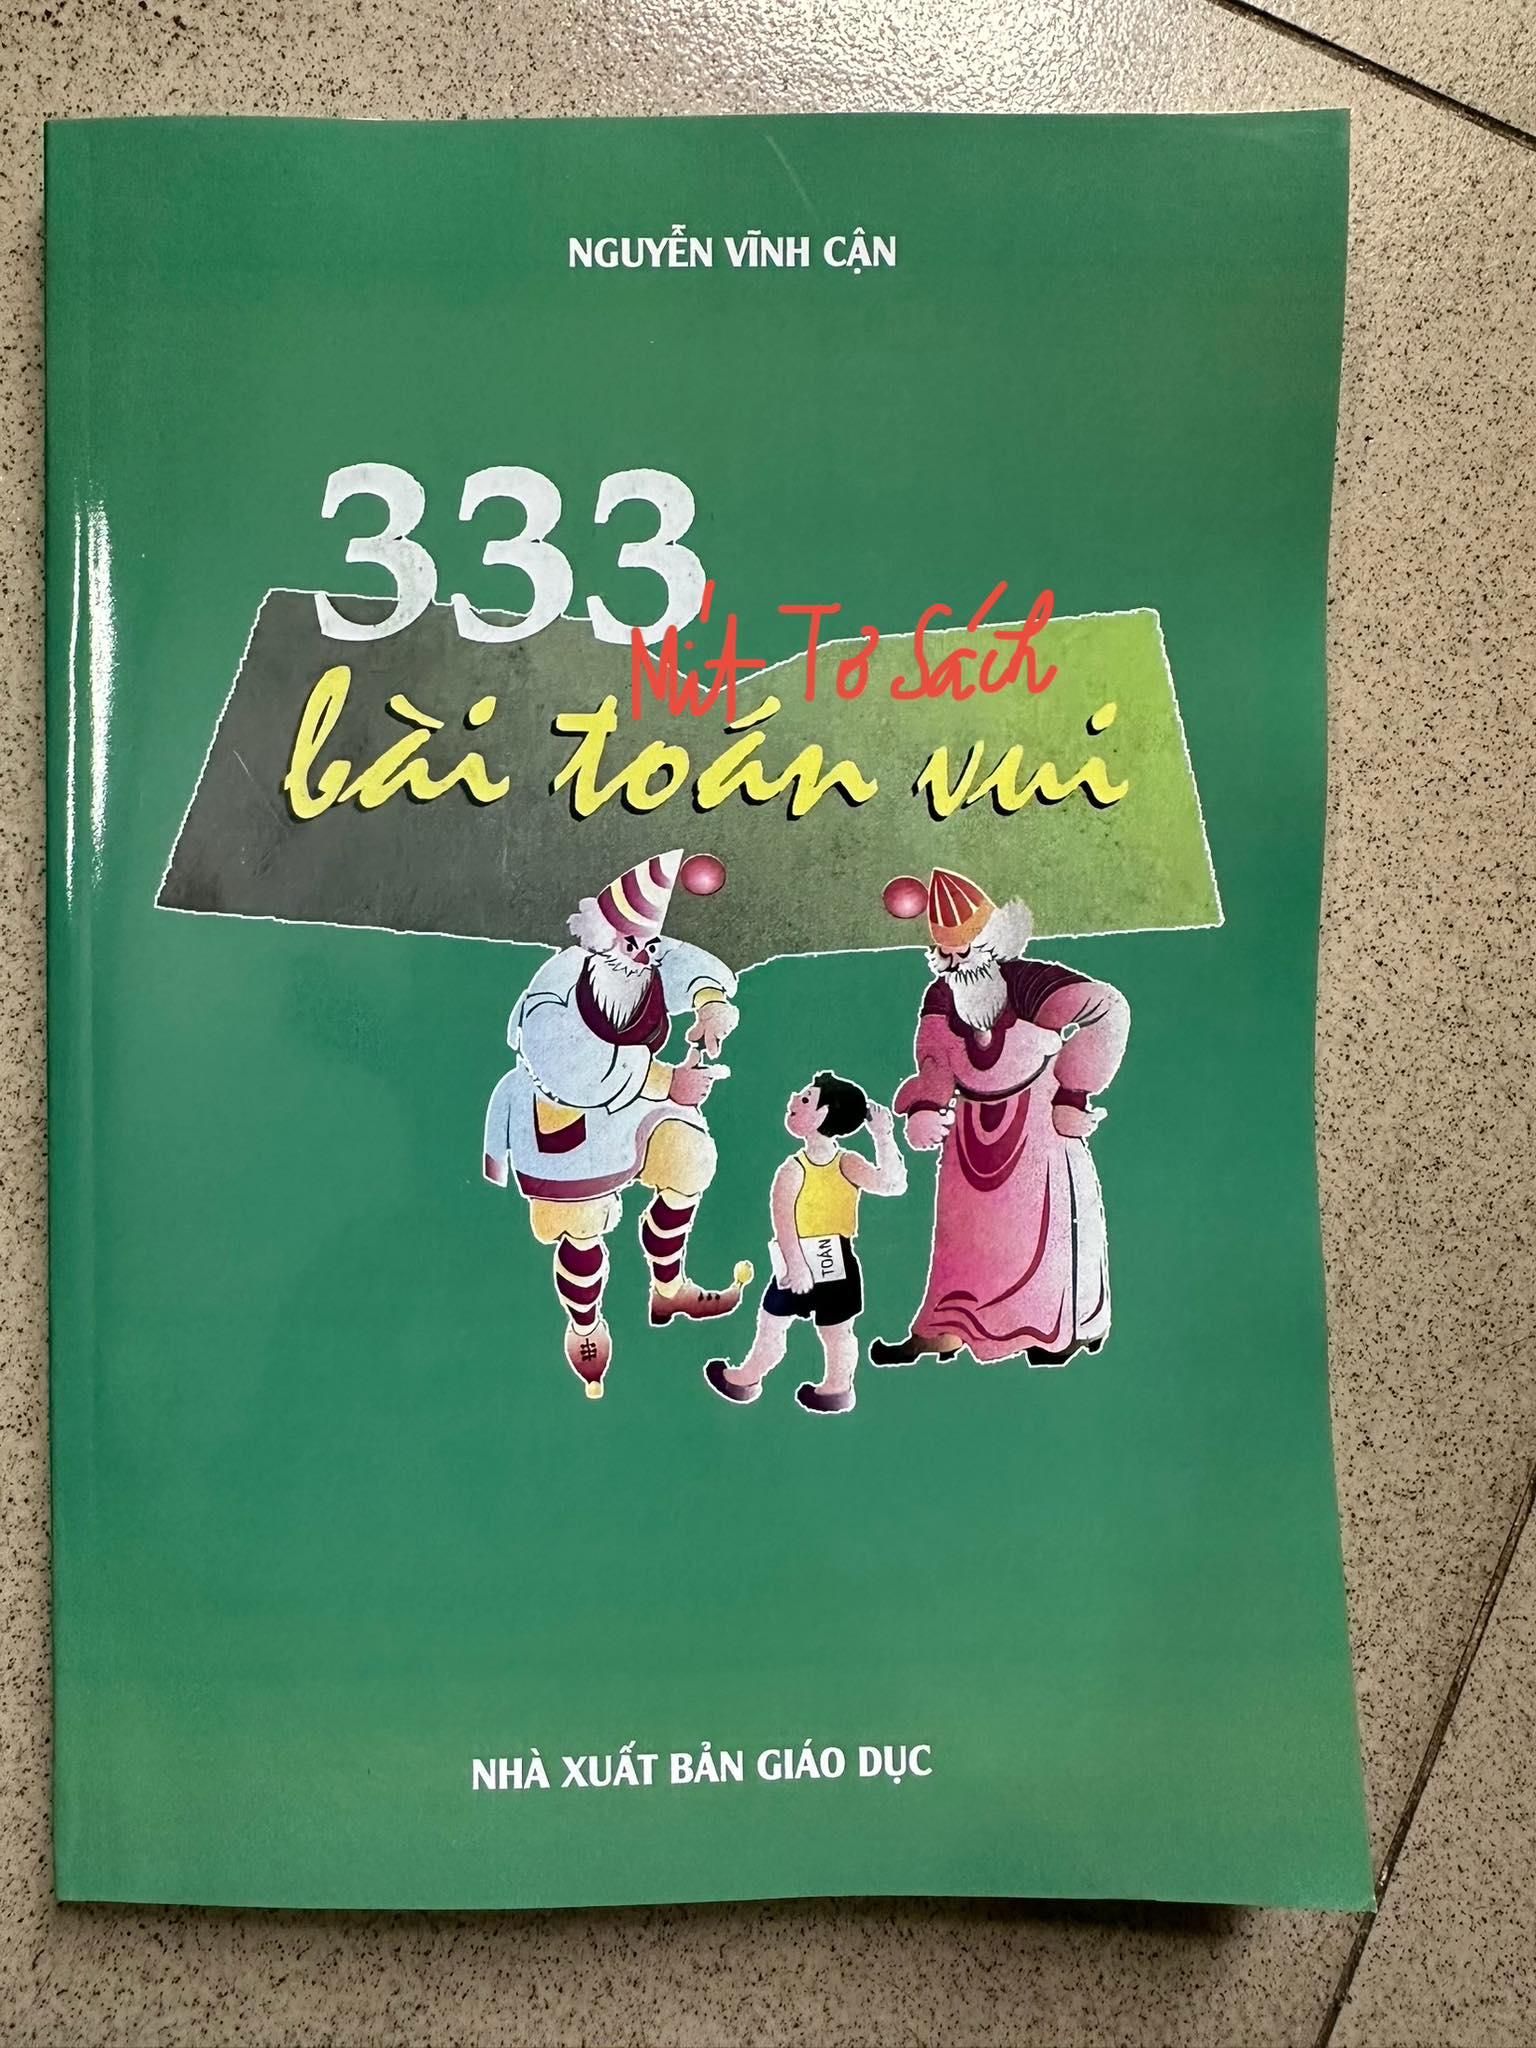 NGUYỄN VĨNH CẬN
333
Mít Tơ Sách
bài toán vui
TOÁN
NHÀ XUẤT BẢN GIÁO DỤC